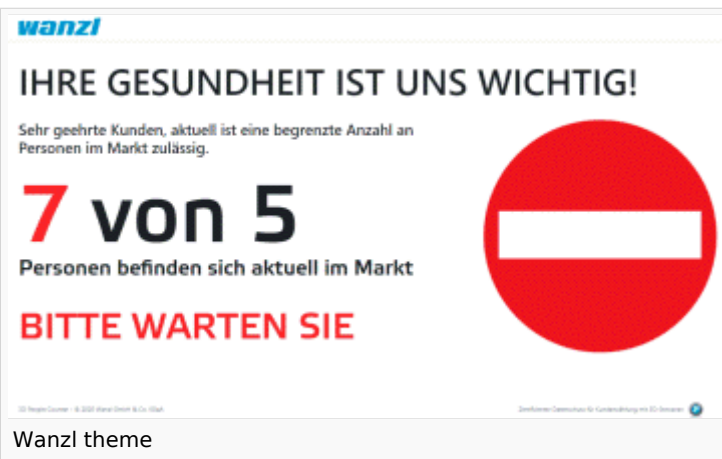 wanzl
IHRE GESUNDHEIT IST UNS WICHTIG!
Sehr geehrte Kunden, aktuell ist eine begrenzte Anzahl an
Personen im Markt zulässig.
7 von 5
Personen befinden sich aktuell im Markt
BITTE WARTEN SIE
Wanzl theme